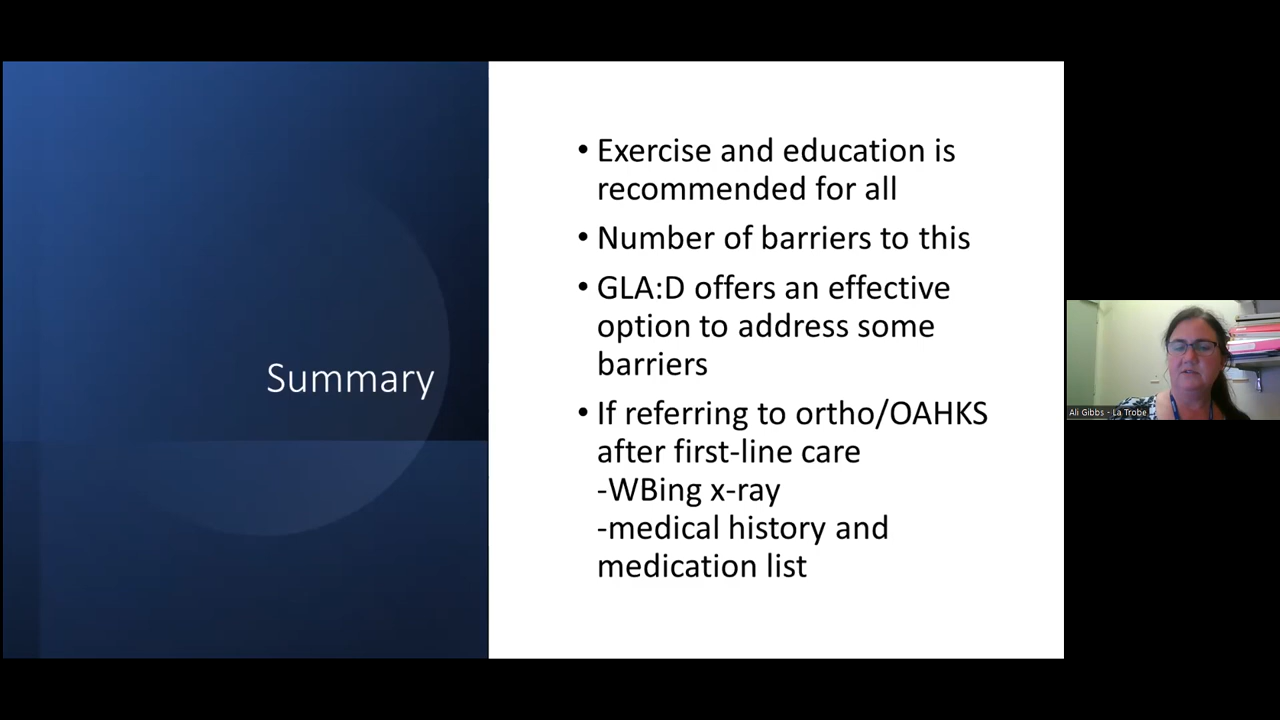 Summary
• Exercise and education is
recommended for all
• Number of barriers to this
• GLA:D offers an effective
option to address some
barriers
• If referring to ortho/OAHKS
after first-line care
-WBing x-ray
-medical history and
medication list
Ali Gibbs - La Trobe